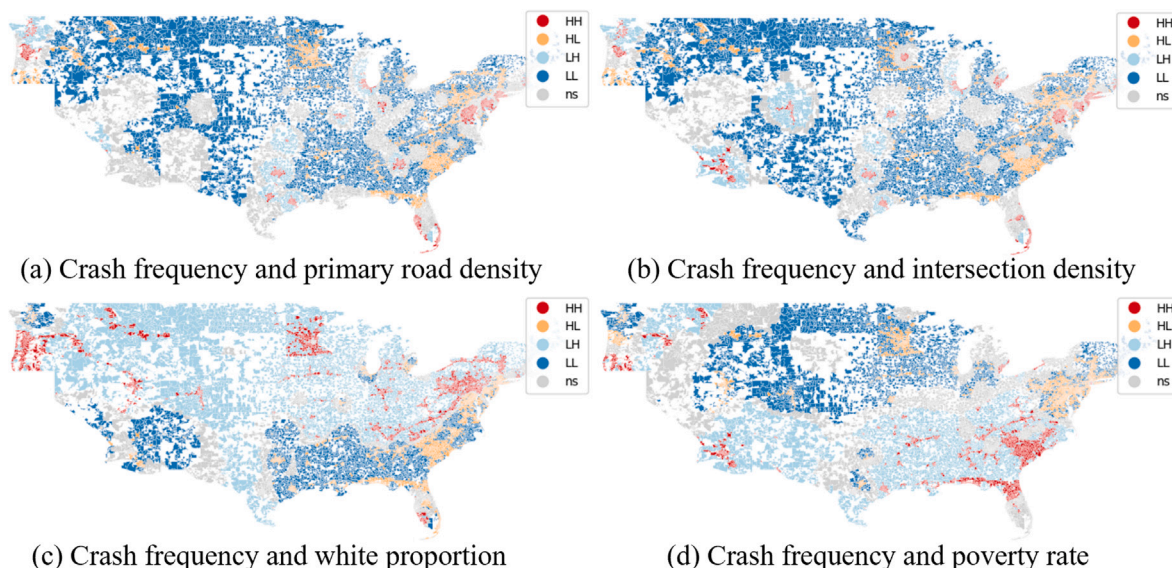 HH
HL
LH
LL
ns
HH
HL
LH
LL
ns
(a) Crash frequency and primary road density
(b) Crash frequency and intersection density
HH
HL
LH
LL
ns
HH
HL
LH
LL
ns
(c) Crash frequency and white proportion
(d) Crash frequency and poverty rate